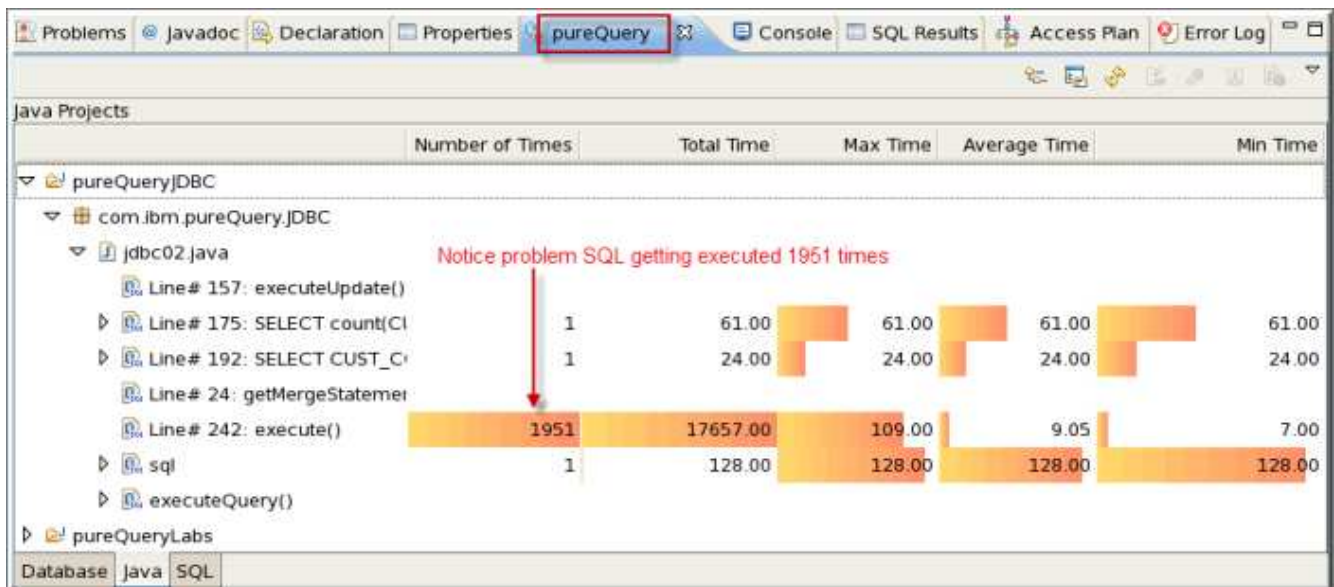 Problems @ Javadoc Declaration Properties pureQuery Console SQL Results Access Plan Error Log
Java Projects
Number of Times Total Time Max Time Average Time Min Time
pureQueryJDBC
com.ibm.pureQuery.JDBC
jdbc02.java
Notice problem SQL getting executed 1951 times
Line# 157: executeUpdate()
Line# 175: SELECT count(CU 1 61.00 61.00 61.00 61.00
Line# 192: SELECT CUST_C 1 24.00 24.00 24.00 24.00
Line# 24: getMergeStatemen
Line# 242: execute() 1951 17657.00 109.00 9.05 7.00
sql 1 128.00 128.00 128.00 128.00
executeQuery()
pureQueryLabs
Database Java SQL